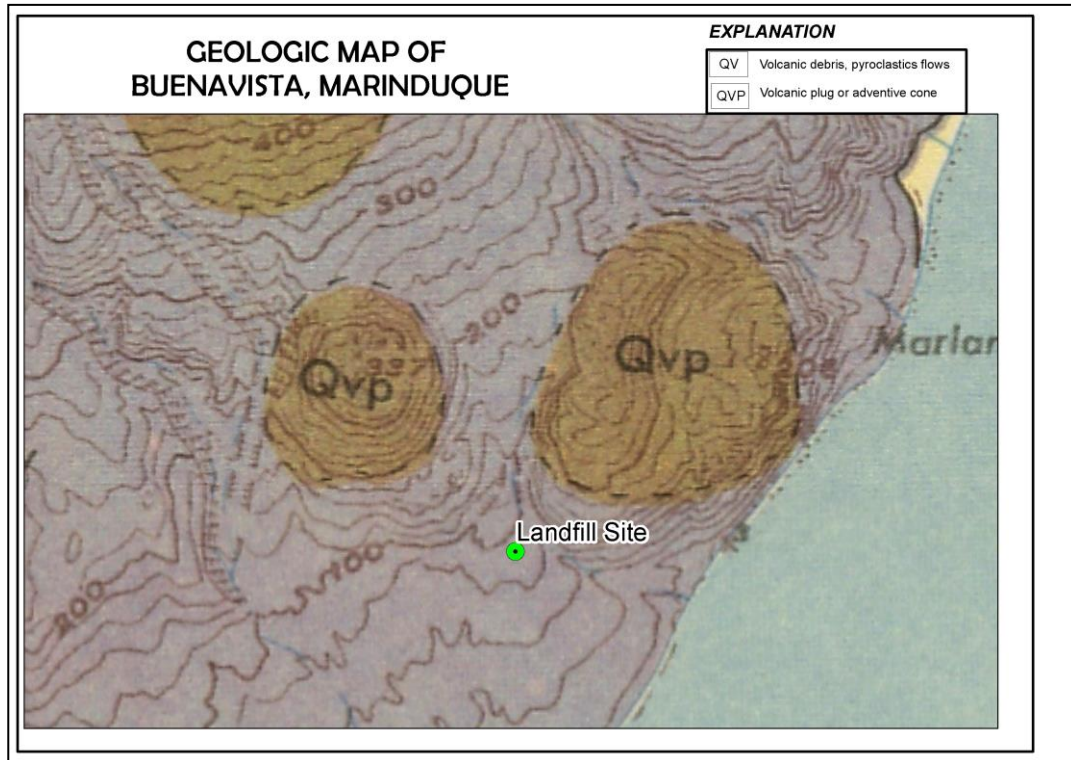 GEOLOGIC MAP OF
BUENAVISTA, MARINDUQUE
EXPLANATION
QV Volcanic debris, pyroclastics flows
QVP Volcanic plug or adventive cone
400
300
200
Qvp
Qvp
Marlan
Landfill Site
100
200